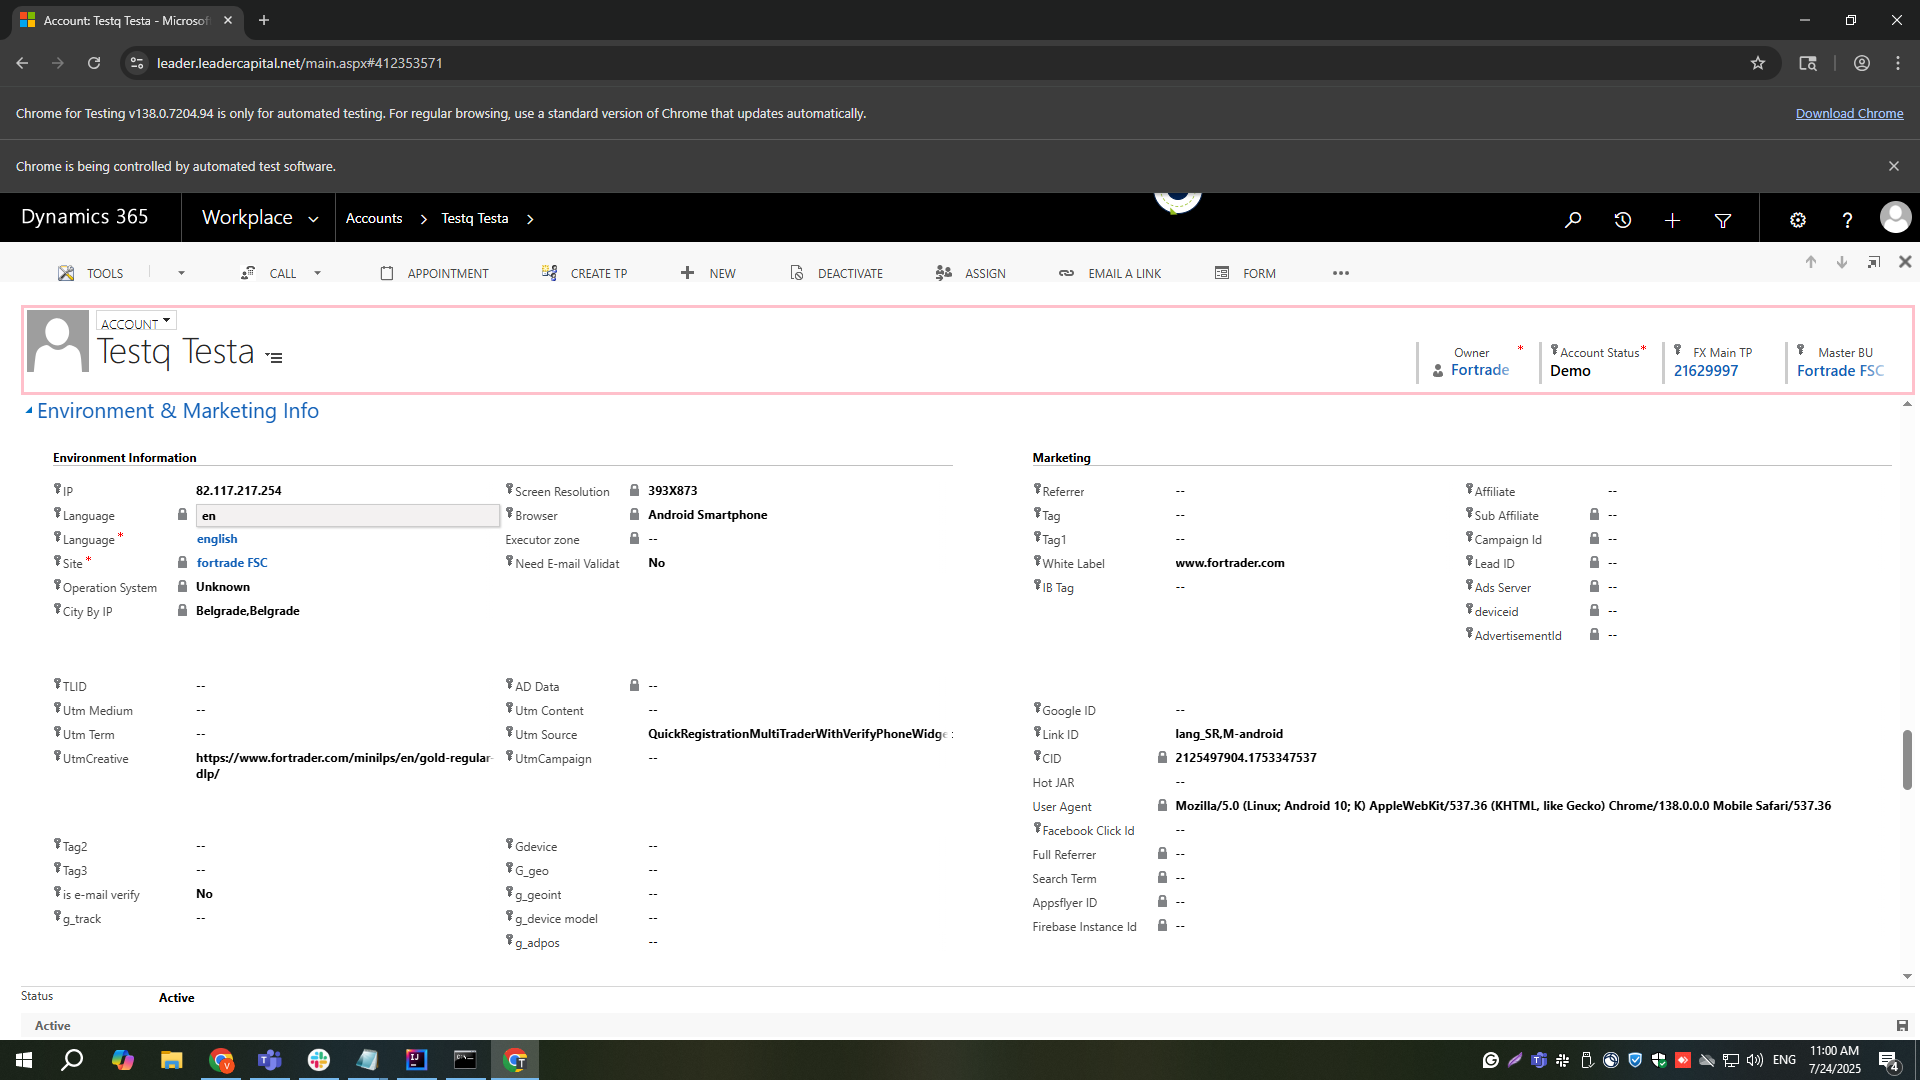 Account: Testq Testa - Microsof
leader.leadercapital.net/main.aspx#412353571
Chrome for Testing v138.0.7204.94 is only for automated testing. For regular browsing, use a standard version of Chrome that updates automatically.
Download Chrome
Chrome is being controlled by automated test software.
Dynamics 365
Workplace
Accounts
Testq Testa
TOOLS
CALL
APPOINTMENT
CREATE TP
NEW
DEACTIVATE
ASSIGN
EMAIL A LINK
FORM
ACCOUNT
Testq Testa
Owner *
Fortrade
Account Status *
Demo
FX Main TP
21629997
Master BU
Fortrade FSC
Environment & Marketing Info
Environment Information
IP 82.117.217.254
Language en
Language * english
Site * fortrade FSC
Operation System Unknown
City By IP Belgrade,Belgrade
Screen Resolution 393X873
Browser Android Smartphone
Executor zone --
Need E-mail Validat No
Marketing
Referrer --
Tag --
Tag1 --
White Label www.fortrader.com
IB Tag --
Affiliate --
Sub Affiliate --
Campaign Id --
Lead ID --
Ads Server --
deviceid --
AdvertisementId --
TLID --
Utm Medium --
Utm Term --
UtmCreative https://www.fortrader.com/minilps/en/gold-regular-
dlp/
AD Data --
Utm Content --
Utm Source QuickRegistrationMultiTraderWithVerifyPhoneWidge
UtmCampaign --
Google ID --
Link ID lang_SR,M-android
CID 2125497904.1753347537
Hot JAR --
User Agent Mozilla/5.0 (Linux; Android 10; K) AppleWebKit/537.36 (KHTML, like Gecko) Chrome/138.0.0.0 Mobile Safari/537.36
Facebook Click Id --
Full Referrer --
Search Term --
Appsflyer ID --
Firebase Instance Id --
Tag2 --
Tag3 --
is e-mail verify No
g_track --
Gdevice --
G_geo --
g_geoint --
g_device model --
g_adpos --
Status Active
Active
ENG
11:00 AM
7/24/2025
4